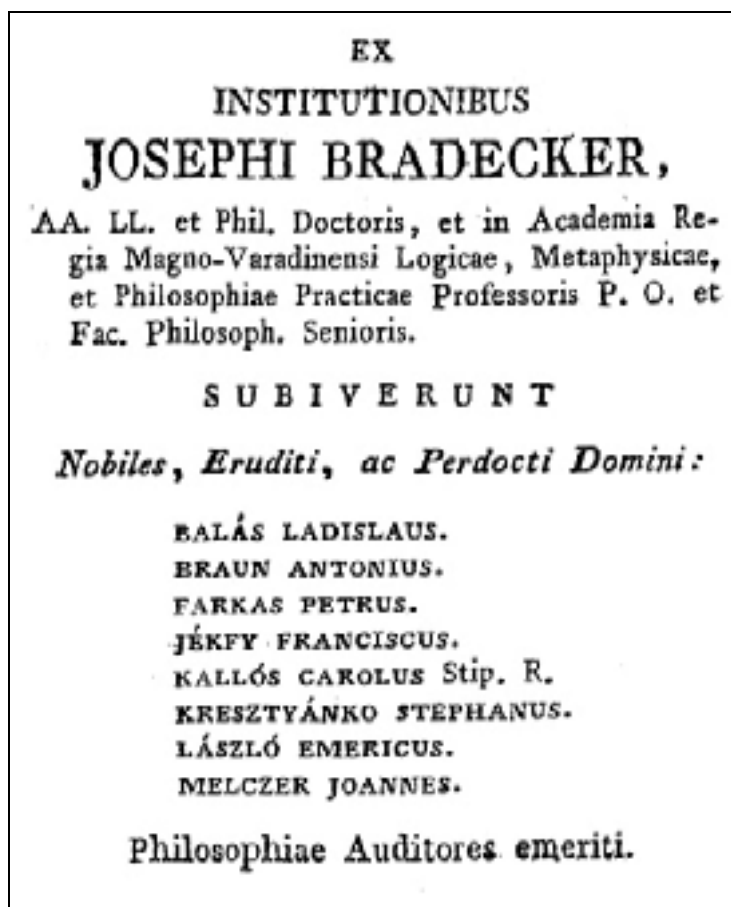 EX
INSTITUTIONIBUS
JOSEPHI BRADECKER,
AA. LL. et Phil. Doctoris, et in Academia Re-
gia Magno-Varadinensi Logicae, Metaphysicae,
et Philosophiae Practicae Professoris P. O. et
Fac. Philosoph. Senioris.
SUBIVERUNT
Nobiles, Eruditi, ac Perdocti Domini:
BALÁS LADISLAUS.
BRAUN ANTONIUS.
FARKAS PETRUS.
JÉKFY FRANCISCUS.
KALLÓS CAROLUS Stip. R.
KRESZTYÁNKO STEPHANUS.
LÁSZLÓ EMERICUS.
MELCZER JOANNES.
Philosophiae Auditores emeriti.